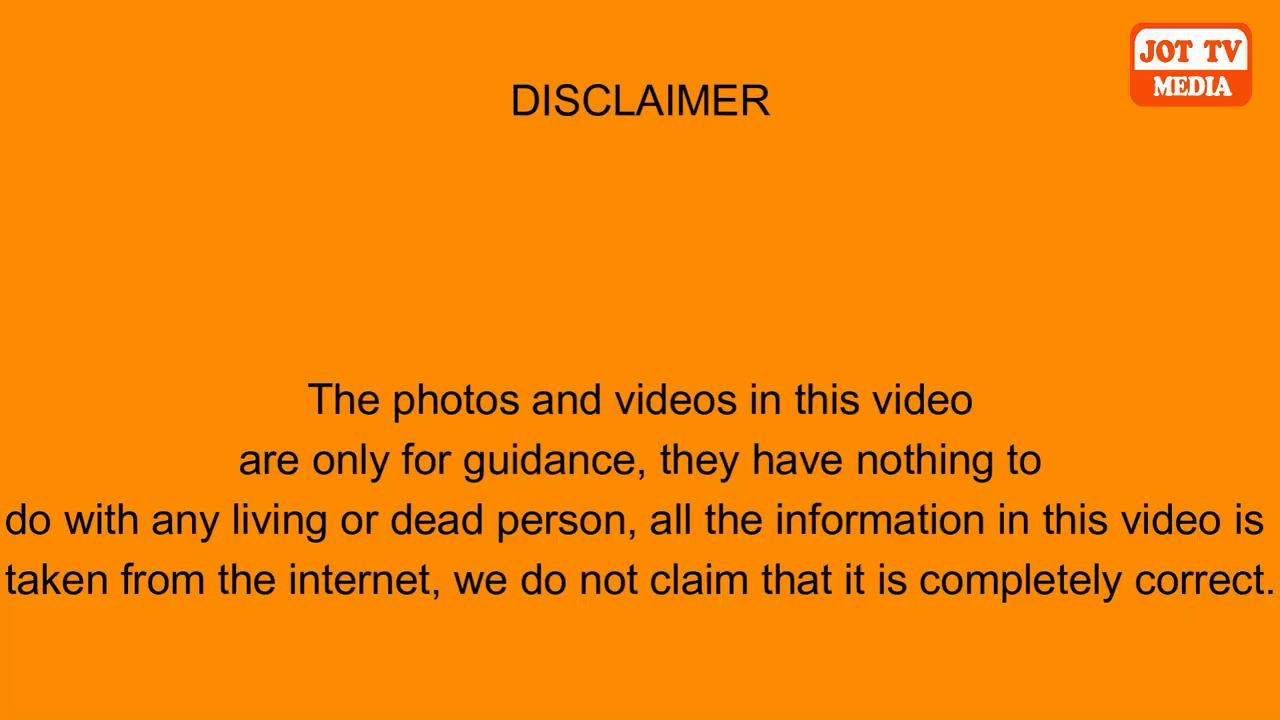 JOT TV
MEDIA
DISCLAIMER
The photos and videos in this video
are only for guidance, they have nothing to
do with any living or dead person, all the information in this video is
taken from the internet, we do not claim that it is completely correct.